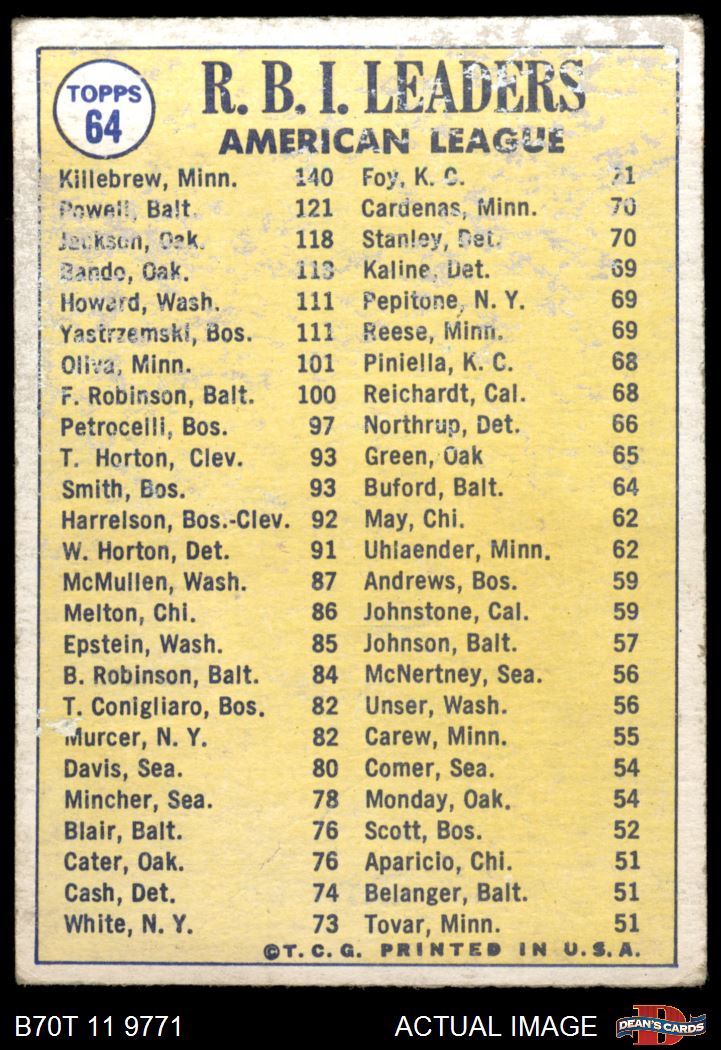 TOPPS
64
R. B. I. LEADERS
AMERICAN LEAGUE
Killebrew, Minn. 140
Powell, Balt. 121
Jackson, Oak. 118
Bando, Oak. 113
Howard, Wash. 111
Yastrzemski, Bos. 111
Oliva, Minn. 101
F. Robinson, Balt. 100
Petrocelli, Bos. 97
T. Horton, Clev. 93
Smith, Bos. 93
Harrelson, Bos.-Clev. 92
W. Horton, Det. 91
McMullen, Wash. 87
Melton, Chi. 86
Epstein, Wash. 85
B. Robinson, Balt. 84
T. Conigliaro, Bos. 82
Murcer, N. Y. 82
Davis, Sea. 80
Mincher, Sea. 78
Blair, Balt. 76
Cater, Oak. 76
Cash, Det. 74
White, N. Y. 73
Foy, K. C. 71
Cardenas, Minn. 70
Stanley, Det. 70
Kaline, Det. 69
Pepitone, N. Y. 69
Reese, Minn. 69
Piniella, K. C. 68
Reichardt, Cal. 68
Northrup, Det. 66
Green, Oak 65
Buford, Balt. 64
May, Chi. 62
Uhlaender, Minn. 62
Andrews, Bos. 59
Johnstone, Cal. 59
Johnson, Balt. 57
McNertney, Sea. 56
Unser, Wash. 56
Carew, Minn. 55
Comer, Sea. 54
Monday, Oak. 54
Scott, Bos. 52
Aparicio, Chi. 51
Belanger, Balt. 51
Tovar, Minn. 51
©T. C. G. PRINTED IN U.S.A.
B70T 11 9771
ACTUAL IMAGE
D
DEAN'S CARDS